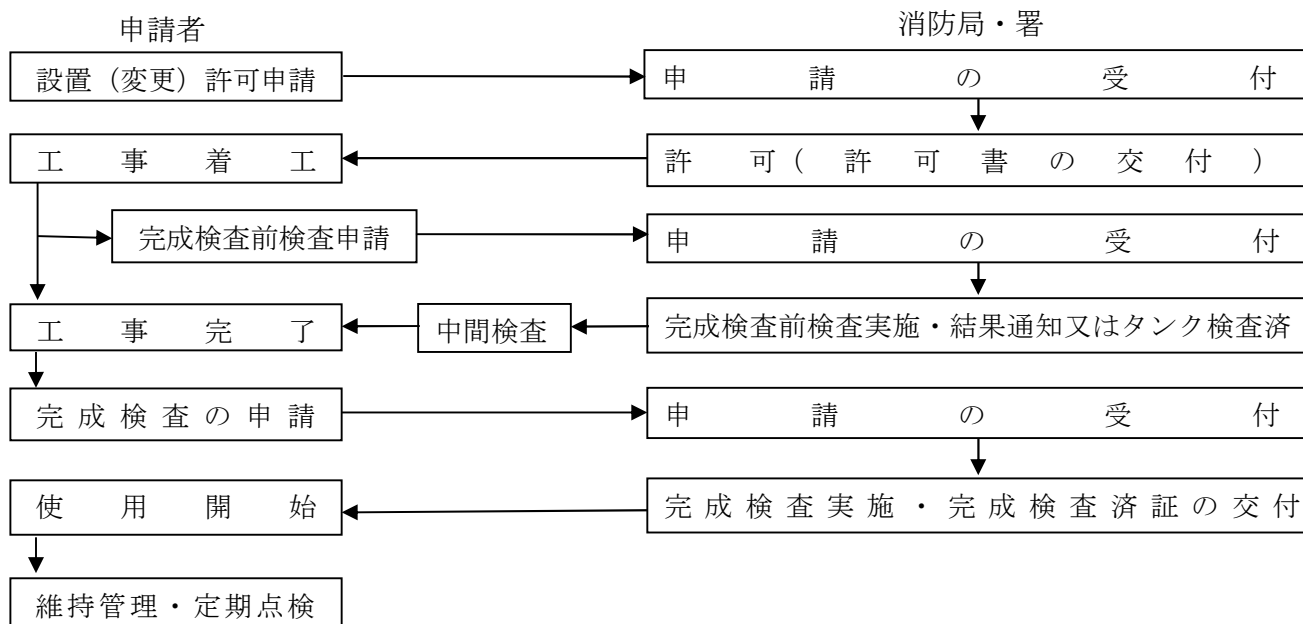 申請者
消防局・署
設置（変更）許可申請
申請の受付
工事着工
許可（許可書の交付）
完成検査前検査申請
申請の受付
工事完了
中間検査
完成検査前検査実施・結果通知又はタンク検査済
完成検査の申請
申請の受付
使用開始
完成検査実施・完成検査済証の交付
維持管理・定期点検